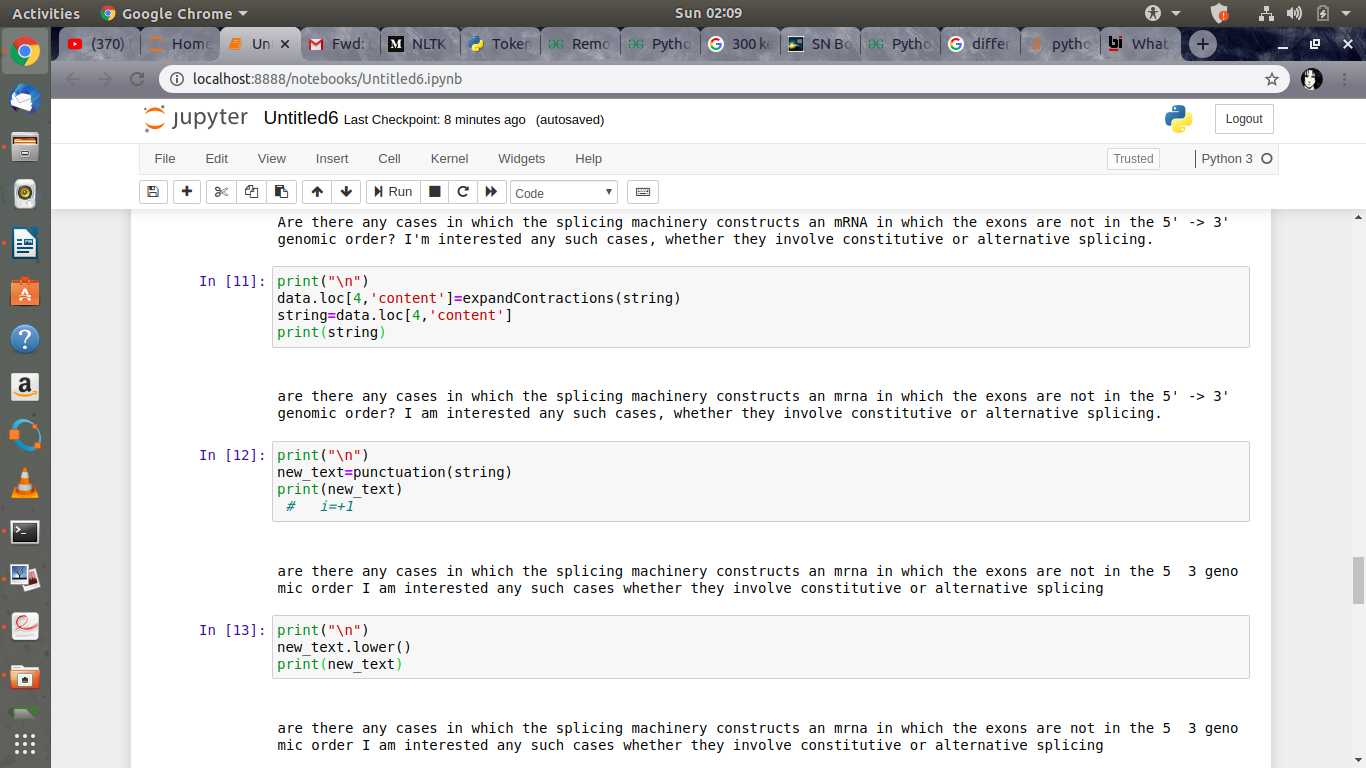 Activities
Google Chrome
Sun 02:09
(370)
Home
Un
Fwd:
NLTK
Token
Remo
Pytho
300 ke
SN Bo
Pytho
differ
pytho
What
localhost:8888/notebooks/Untitled6.ipynb
jupyter Untitled6 Last Checkpoint: 8 minutes ago (autosaved)
Logout
File Edit View Insert Cell Kernel Widgets Help
Trusted
Python 3
Run
Code
Are there any cases in which the splicing machinery constructs an mRNA in which the exons are not in the 5' -> 3'
genomic order? I'm interested any such cases, whether they involve constitutive or alternative splicing.
In [11]:
print("\n")
data.loc[4,'content']=expandContractions(string)
string=data.loc[4,'content']
print(string)
are there any cases in which the splicing machinery constructs an mrna in which the exons are not in the 5' -> 3'
genomic order? I am interested any such cases, whether they involve constitutive or alternative splicing.
In [12]:
print("\n")
new_text=punctuation(string)
print(new_text)
#   i=+1
are there any cases in which the splicing machinery constructs an mrna in which the exons are not in the 5  3 geno
mic order I am interested any such cases whether they involve constitutive or alternative splicing
In [13]:
print("\n")
new_text.lower()
print(new_text)
are there any cases in which the splicing machinery constructs an mrna in which the exons are not in the 5  3 geno
mic order I am interested any such cases whether they involve constitutive or alternative splicing